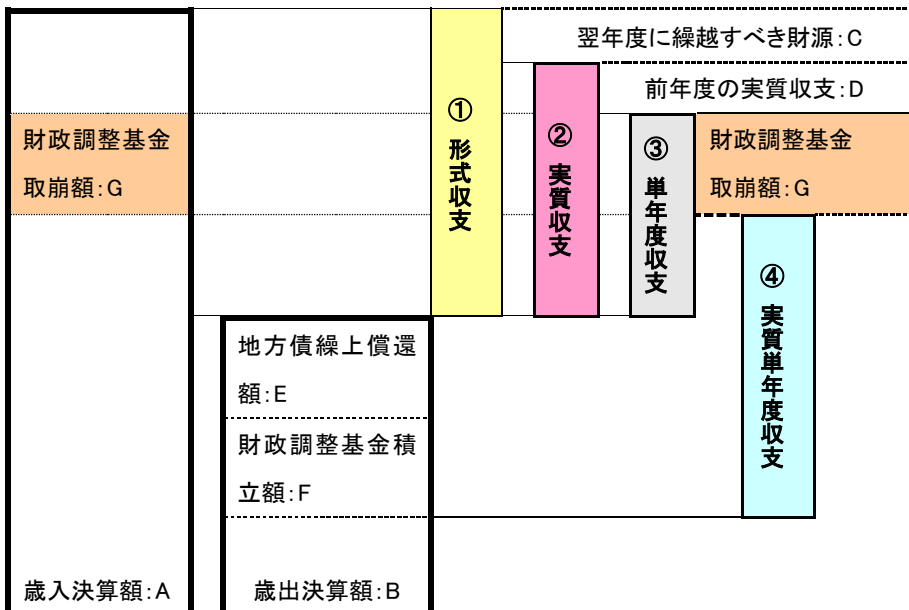 翌年度に繰越すべき財源:C
前年度の実質収支:D
財政調整基金
取崩額:G
① 形式収支
② 実質収支
③ 単年度収支
財政調整基金
取崩額:G
④ 実質単年度収支
地方債繰上償還
額:E
財政調整基金積
立額:F
歳入決算額:A
歳出決算額:B